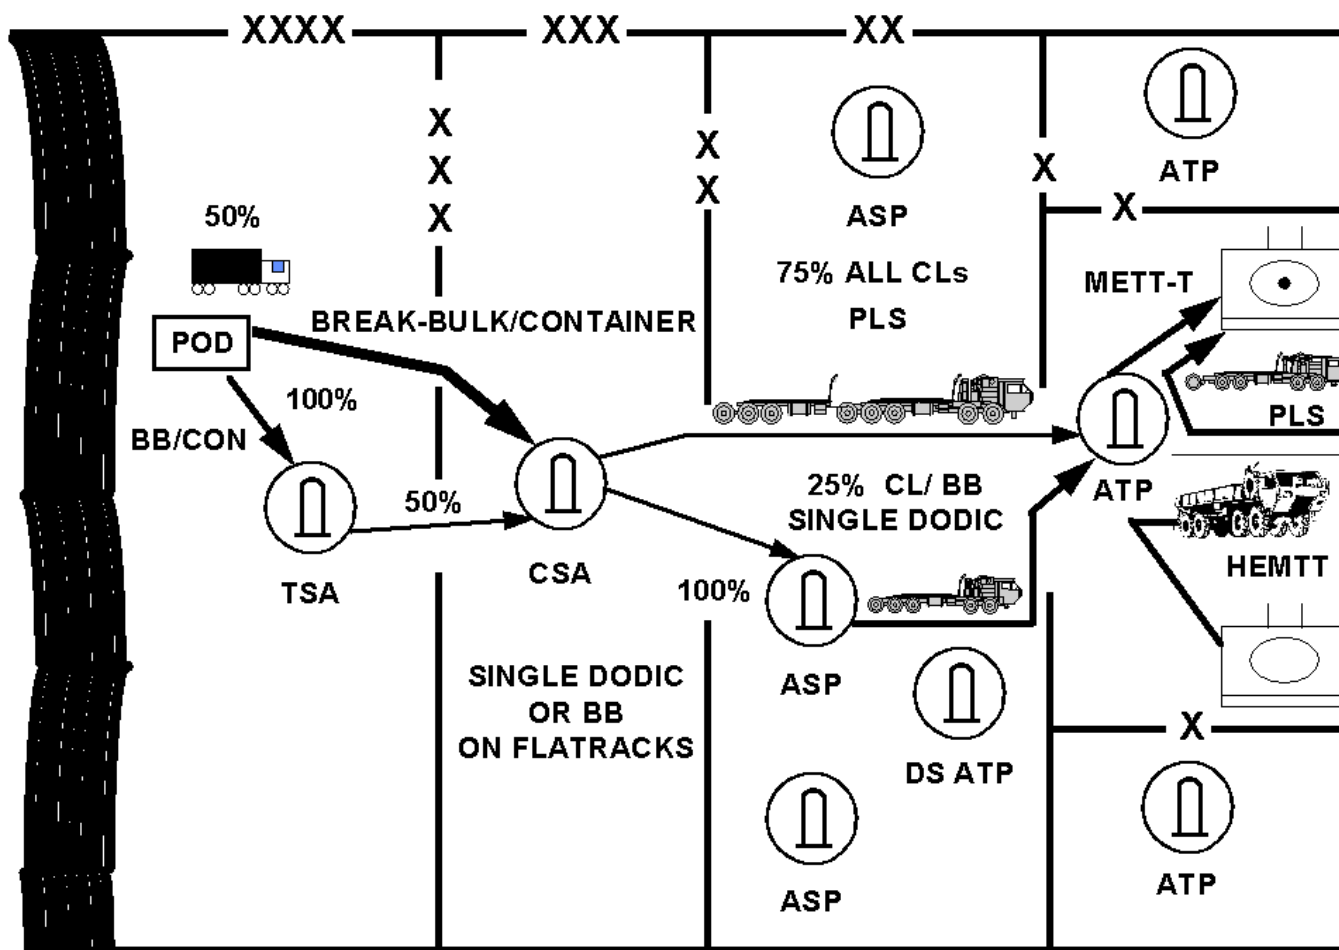 XXXX
XXX
XX
X
X
X
X
X
X
X
ATP
X
ASP
50%
75% ALL CLs
PLS
METT-T
BREAK-BULK/CONTAINER
POD
100%
BB/CON
PLS
50%
25% CL/ BB
SINGLE DODIC
ATP
TSA
CSA
100%
HEMTT
SINGLE DODIC
OR BB
ON FLATRACKS
ASP
X
DS ATP
ASP
ATP